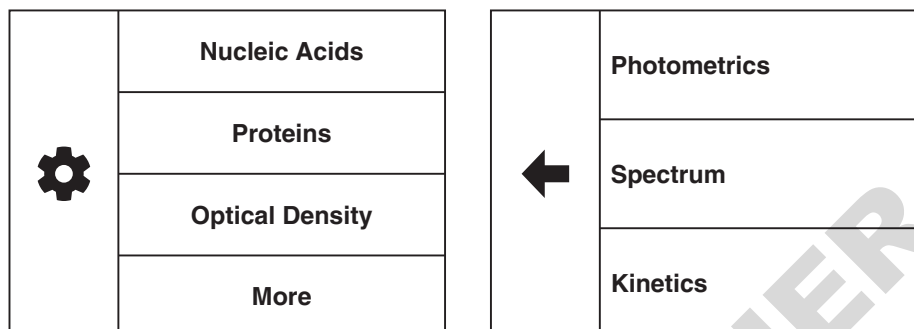 Nucleic Acids
Proteins
Optical Density
More
Photometrics
Spectrum
Kinetics